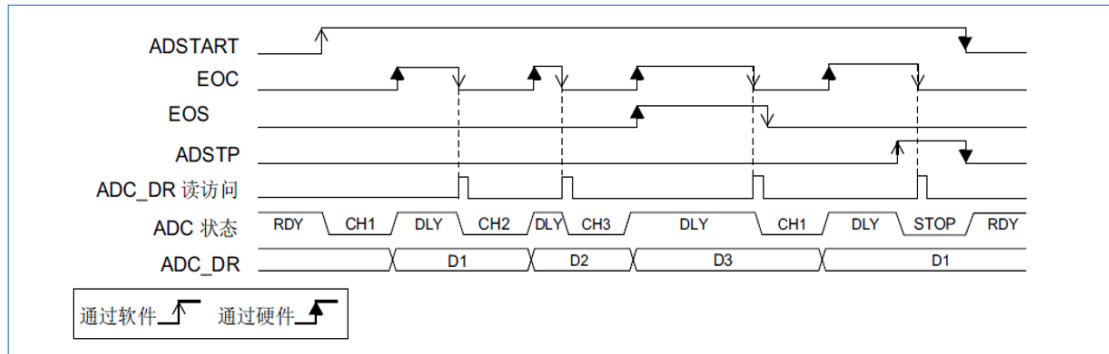 ADSTART
EOC
EOS
ADSTP
ADC_DR 读访问
ADC 状态 RDY CH1 DLY CH2 DLY CH3 DLY CH1 DLY STOP RDY
ADC_DR D1 D2 D3 D1
通过软件 通过硬件